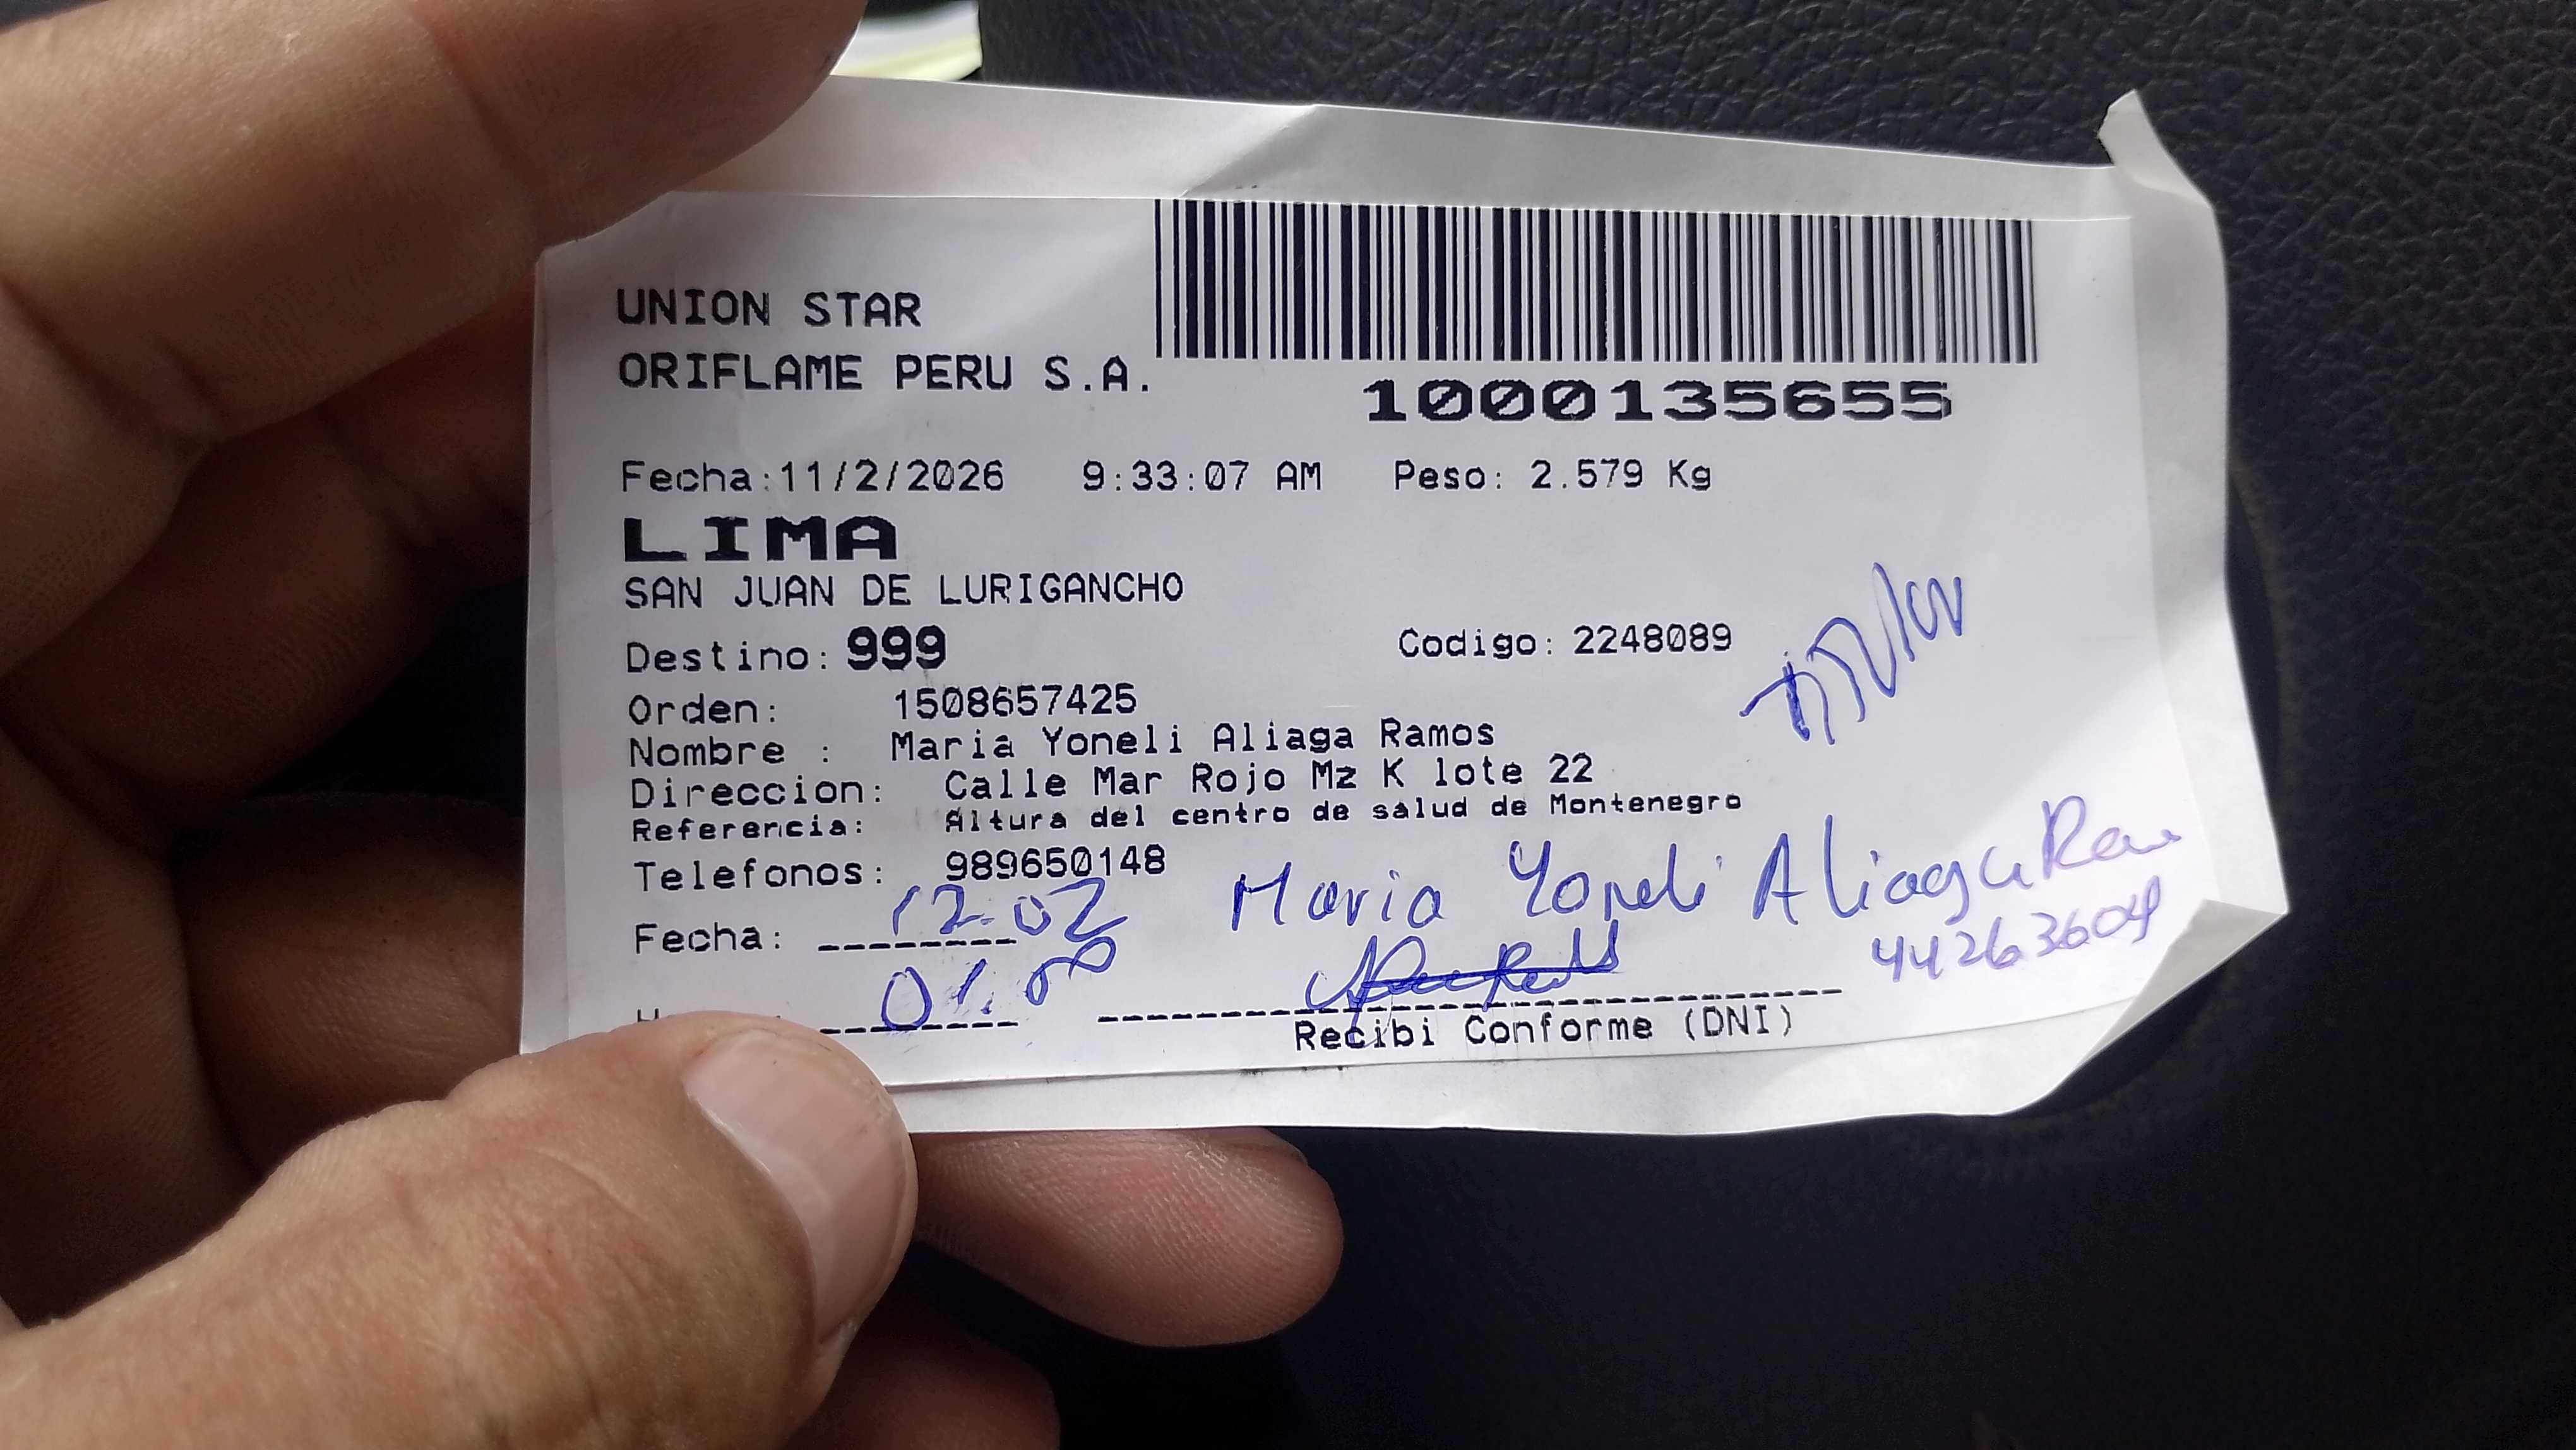 UNION STAR
ORIFLAME PERU S.A.
1000135655
Fecha:11/2/2026 9:33:07 AM Peso: 2.579 Kg
LIMA
SAN JUAN DE LURIGANCHO
Destino: 999 Codigo: 2248089
Orden: 1508657425
Nombre : Maria Yoneli Aliaga Ramos
Direccion: Calle Mar Rojo Mz K lote 22
Referencia: Altura del centro de salud de Montenegro
Telefonos: 989650148
Maria Yoneli Aliaga
Fecha: 12-02
44263604
01.00
Recibi Conforme (DNI)